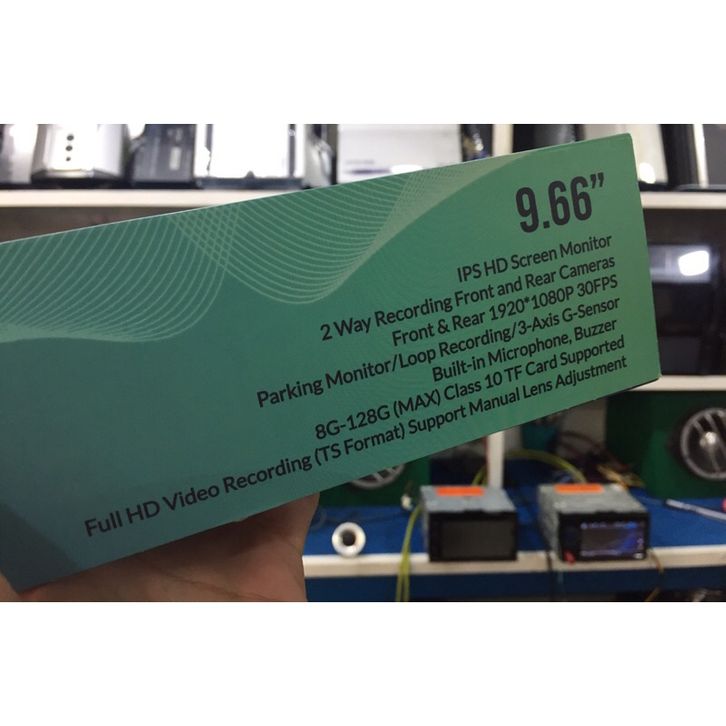 9.66”
IPS HD Screen Monitor
2 Way Recording Front and Rear Cameras
Front & Rear 1920*1080P 30FPS
Parking Monitor/Loop Recording/3-Axis G-Sensor
Built-in Microphone, Buzzer
8G-128G (MAX) Class 10 TF Card Supported
Full HD Video Recording (TS Format) Support Manual Lens Adjustment